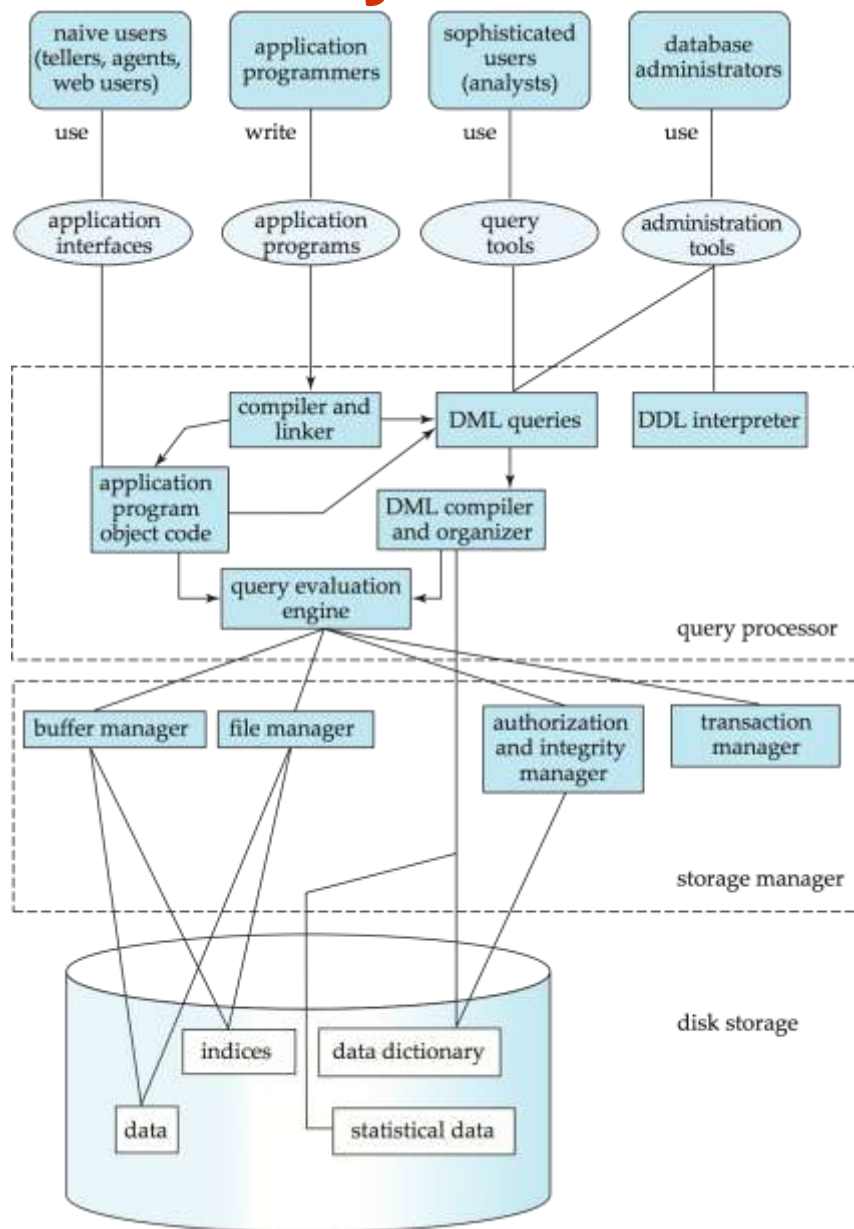 naive users
(tellers, agents,
web users)
application
programmers
sophisticated
users
(analysts)
database
administrators
use
write
use
use
application
interfaces
application
programs
query
tools
administration
tools
compiler and
linker
DML queries
DDL interpreter
application
program
object code
DML compiler
and organizer
query evaluation
engine
query processor
buffer manager
file manager
authorization
and integrity
manager
transaction
manager
storage manager
disk storage
indices
data dictionary
data
statistical data